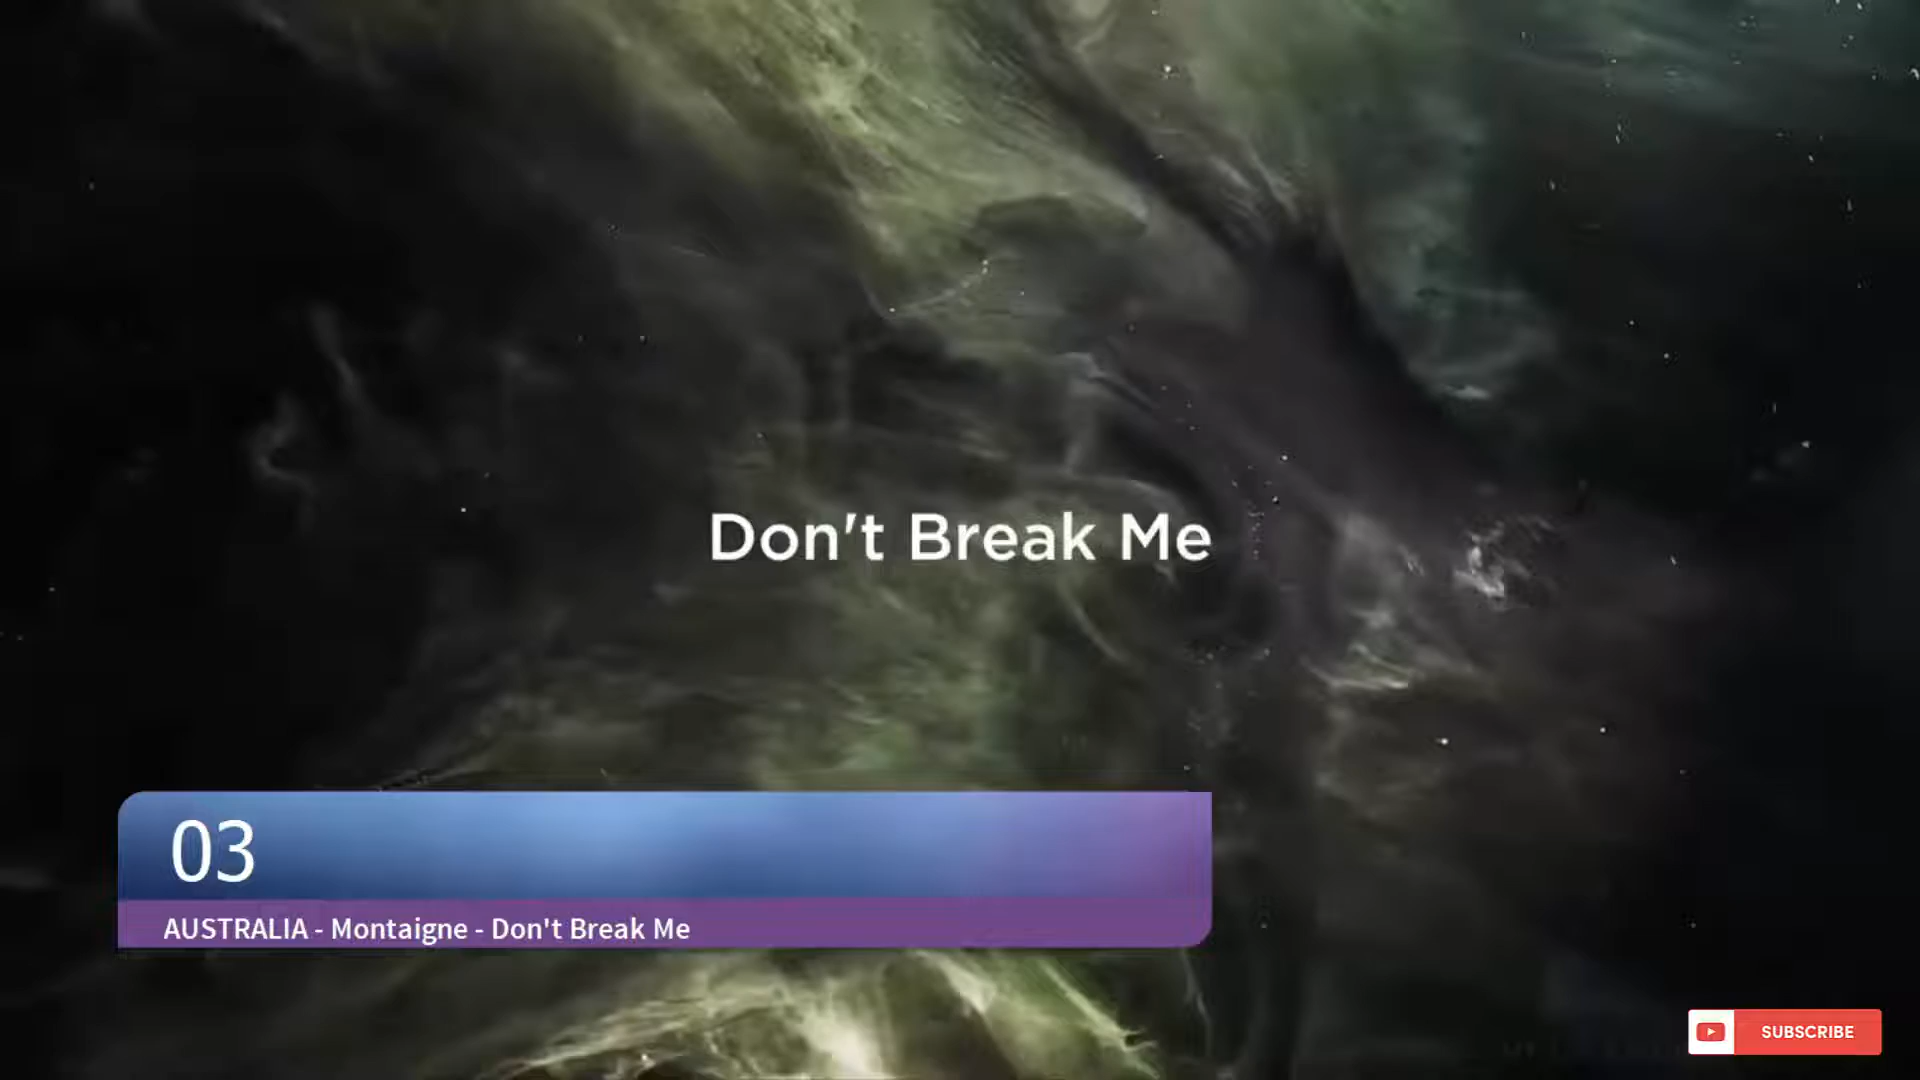 Don't Break Me
03
AUSTRALIA - Montaigne - Don't Break Me
SUBSCRIBE